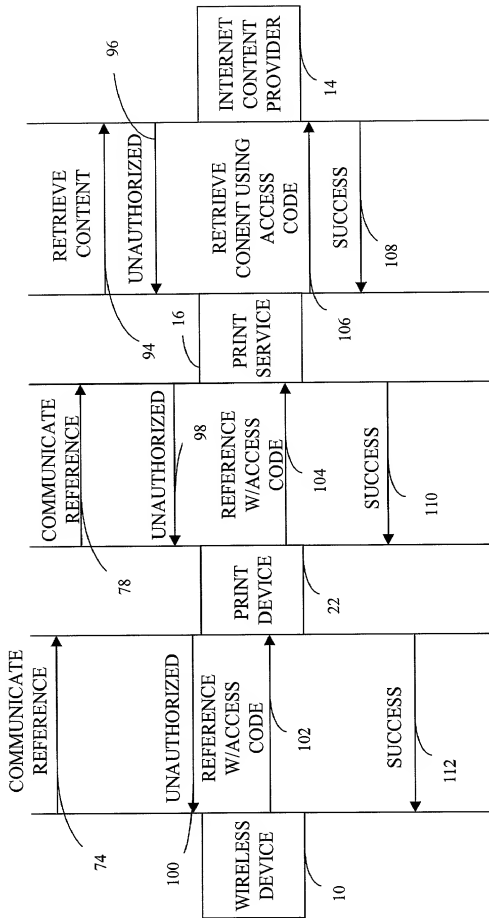 COMMUNICATE
REFERENCE
74
UNAUTHORIZED
100
REFERENCE
W/ACCESS
CODE
102
SUCCESS
112
WIRELESS
DEVICE
10
COMMUNICATE
REFERENCE
78
UNAUTHORIZED
98
REFERENCE
W/ACCESS
CODE
104
SUCCESS
110
PRINT
DEVICE
22
RETRIEVE
CONTENT
94
UNAUTHORIZED
96
RETRIEVE
CONENT USING
ACCESS
CODE
106
SUCCESS
108
16
PRINT
SERVICE
INTERNET
CONTENT
PROVIDER
14